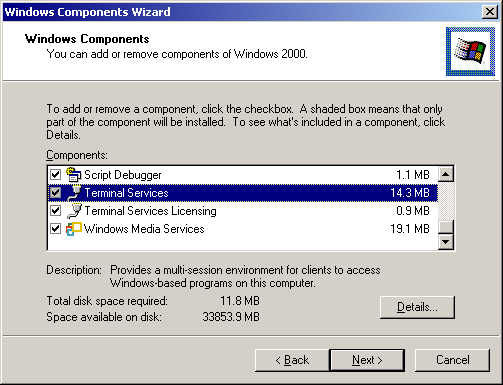 Windows Components Wizard
Windows Components
You can add or remove components of Windows 2000.
To add or remove a component, click the checkbox. A shaded box means that only
part of the component will be installed. To see what's included in a component, click
Details.
Components:
Script Debugger 1.1 MB
Terminal Services 14.3 MB
Terminal Services Licensing 0.9 MB
Windows Media Services 19.1 MB
Description: Provides a multi-session environment for clients to access
Windows-based programs on this computer.
Total disk space required: 11.8 MB
Space available on disk: 33853.9 MB
Details...
< Back Next > Cancel